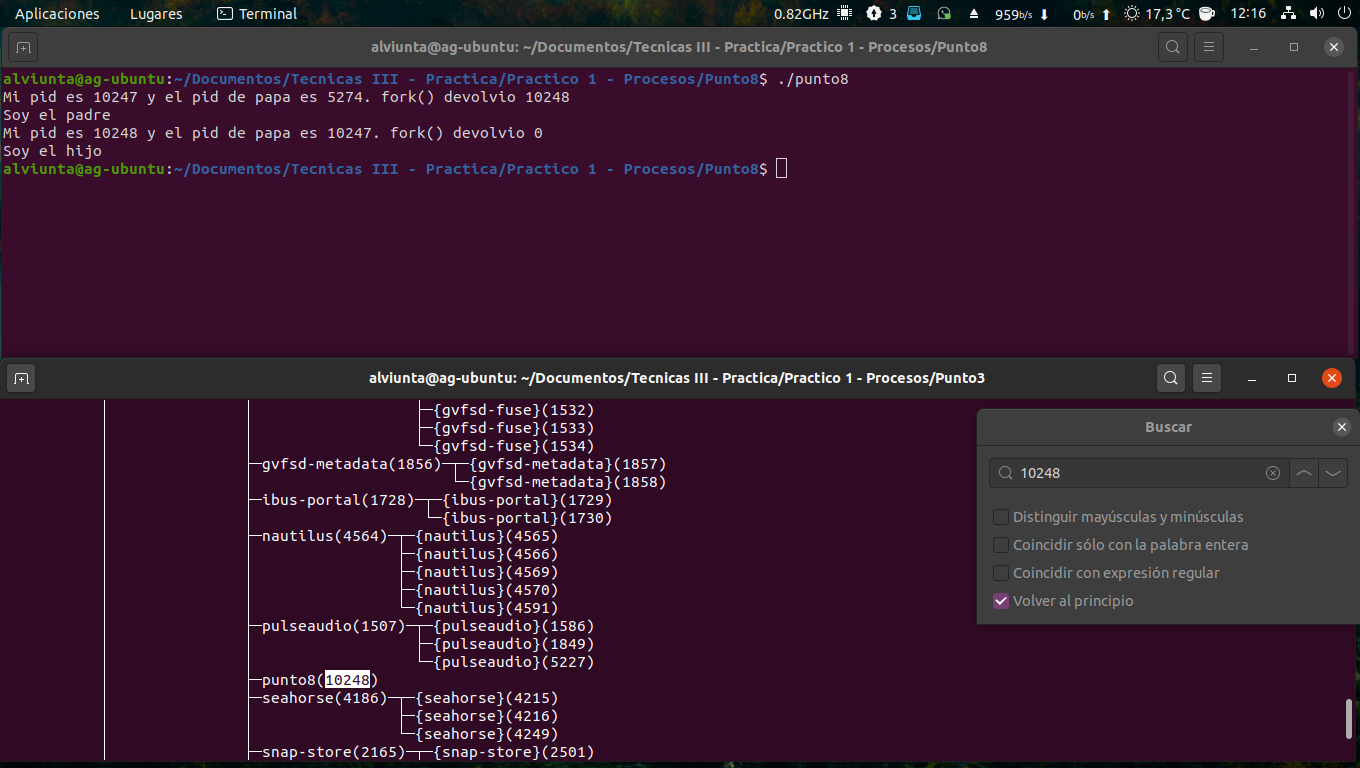 Aplicaciones Lugares Terminal 0.82GHz 3 959b/s 0b/s 17,3 °C 12:16
alviunta@ag-ubuntu: ~/Documentos/Tecnicas III - Practica/Practico 1 - Procesos/Punto8
alviunta@ag-ubuntu:~/Documentos/Tecnicas III - Practica/Practico 1 - Procesos/Punto8$ ./punto8
Mi pid es 10247 y el pid de papa es 5274. fork() devolvio 10248
Soy el padre
Mi pid es 10248 y el pid de papa es 10247. fork() devolvio 0
Soy el hijo
alviunta@ag-ubuntu:~/Documentos/Tecnicas III - Practica/Practico 1 - Procesos/Punto8$
alviunta@ag-ubuntu: ~/Documentos/Tecnicas III - Practica/Practico 1 - Procesos/Punto3
{gvfsd-fuse}(1532)
{gvfsd-fuse}(1533)
{gvfsd-fuse}(1534)
gvfsd-metadata(1856) {gvfsd-metadata}(1857)
{gvfsd-metadata}(1858)
ibus-portal(1728) {ibus-portal}(1729)
{ibus-portal}(1730)
nautilus(4564) {nautilus}(4565)
{nautilus}(4566)
{nautilus}(4569)
{nautilus}(4570)
{nautilus}(4591)
pulseaudio(1507) {pulseaudio}(1586)
{pulseaudio}(1849)
{pulseaudio}(5227)
punto8(10248)
seahorse(4186) {seahorse}(4215)
{seahorse}(4216)
{seahorse}(4249)
snap-store(2165) {snap-store}(2501)
Buscar
10248
Distinguir mayúsculas y minúsculas
Coincidir sólo con la palabra entera
Coincidir con expresión regular
Volver al principio